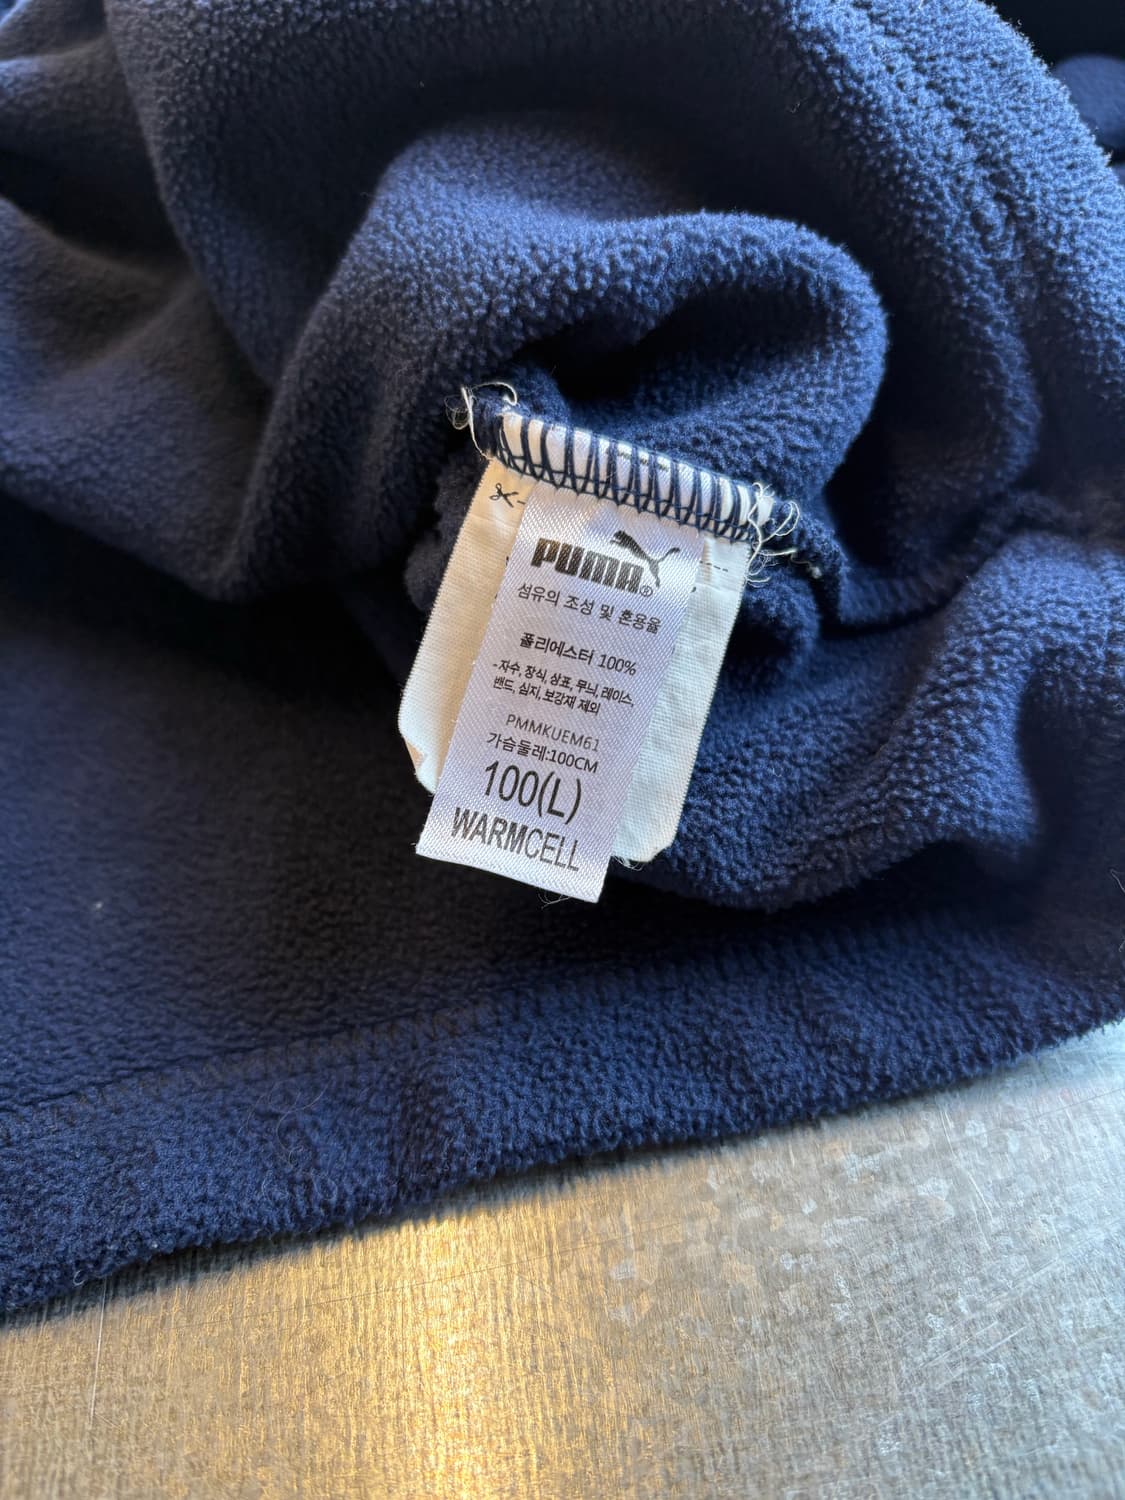 PUMA®
섬유의 조성 및 혼용율
폴리에스터 100%
- 자수, 장식, 상표, 무늬, 레이스,
밴드, 심지, 보강재 제외
PMMKUEM61
가슴둘레:100CM
100(L)
WARMCELL